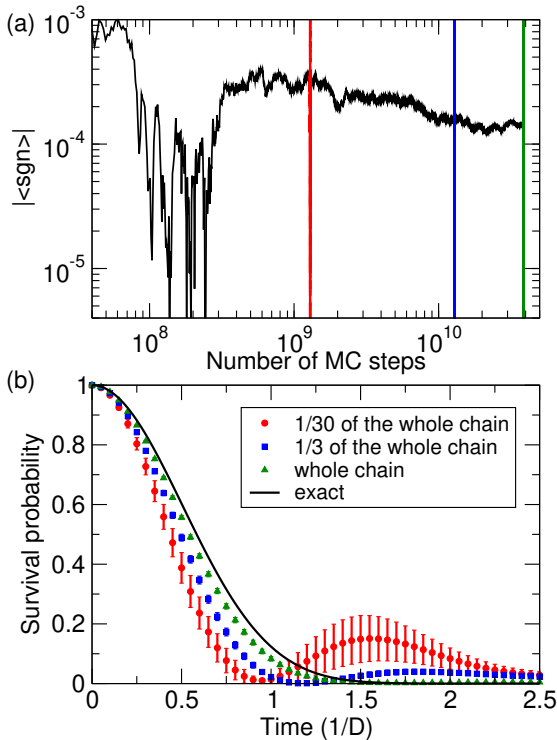 (a)
10^-3
10^-4
10^-5
|<sgn>|
10^8 10^9 10^10
Number of MC steps
(b)
1
0.8
0.6
0.4
0.2
0
Survival probability
1/30 of the whole chain
1/3 of the whole chain
whole chain
exact
0 0.5 1 1.5 2 2.5
Time (1/D)